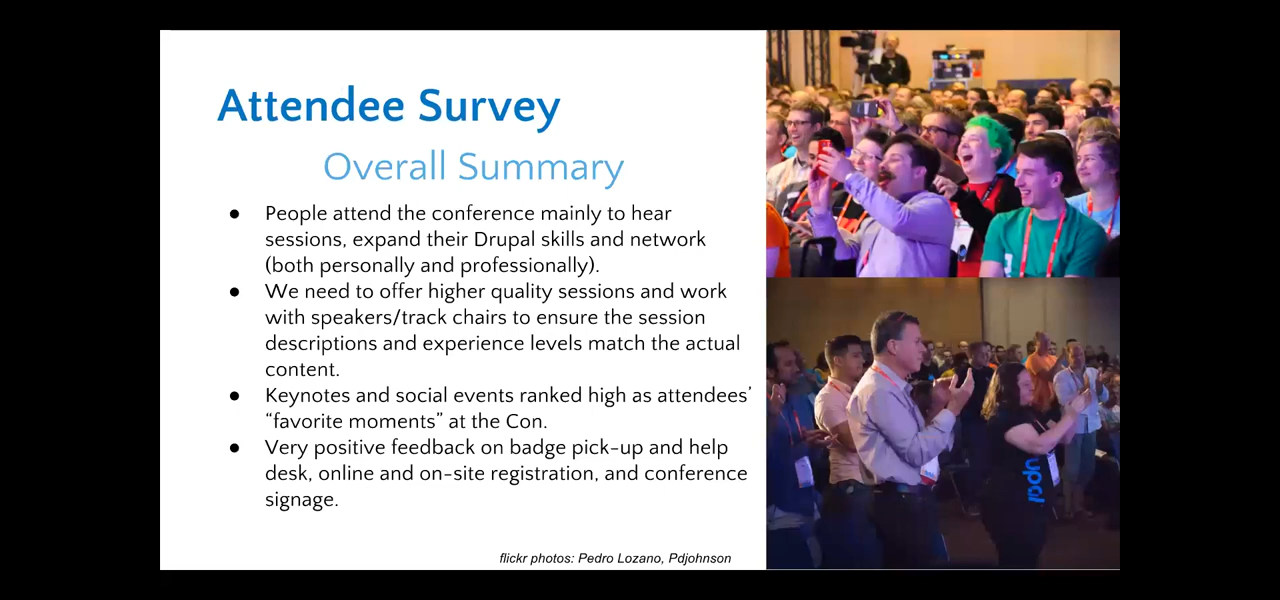 Attendee Survey
Overall Summary
● People attend the conference mainly to hear
sessions, expand their Drupal skills and network
(both personally and professionally).
● We need to offer higher quality sessions and work
with speakers/track chairs to ensure the session
descriptions and experience levels match the actual
content.
● Keynotes and social events ranked high as attendees’
“favorite moments” at the Con.
● Very positive feedback on badge pick-up and help
desk, online and on-site registration, and conference
signage.
flickr photos: Pedro Lozano, Pdjohnson